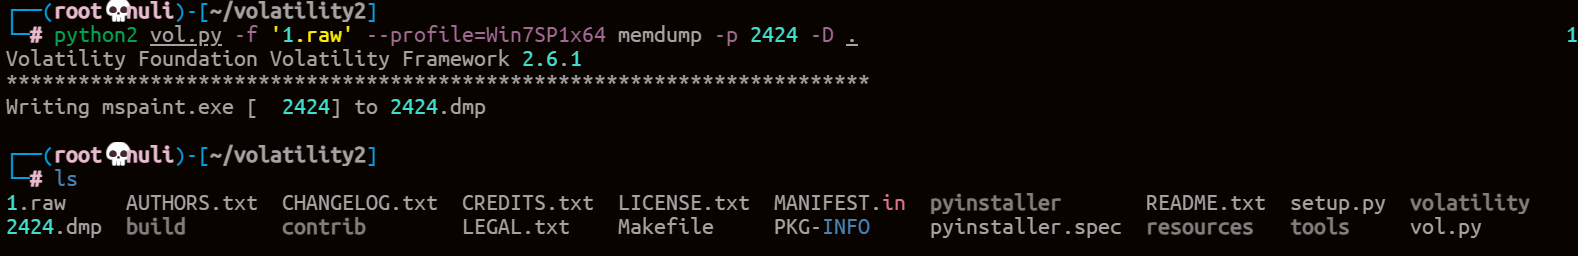 ┌──(root💀nuli)-[~/volatility2]
└─# python2 vol.py -f '1.raw' --profile=Win7SP1x64 memdump -p 2424 -D . 1
Volatility Foundation Volatility Framework 2.6.1
************************************************************************
Writing mspaint.exe [  2424] to 2424.dmp
┌──(root💀nuli)-[~/volatility2]
└─# ls
1.raw AUTHORS.txt CHANGELOG.txt CREDITS.txt LICENSE.txt MANIFEST.in pyinstaller README.txt setup.py volatility
2424.dmp build contrib LEGAL.txt Makefile PKG-INFO pyinstaller.spec resources tools vol.py